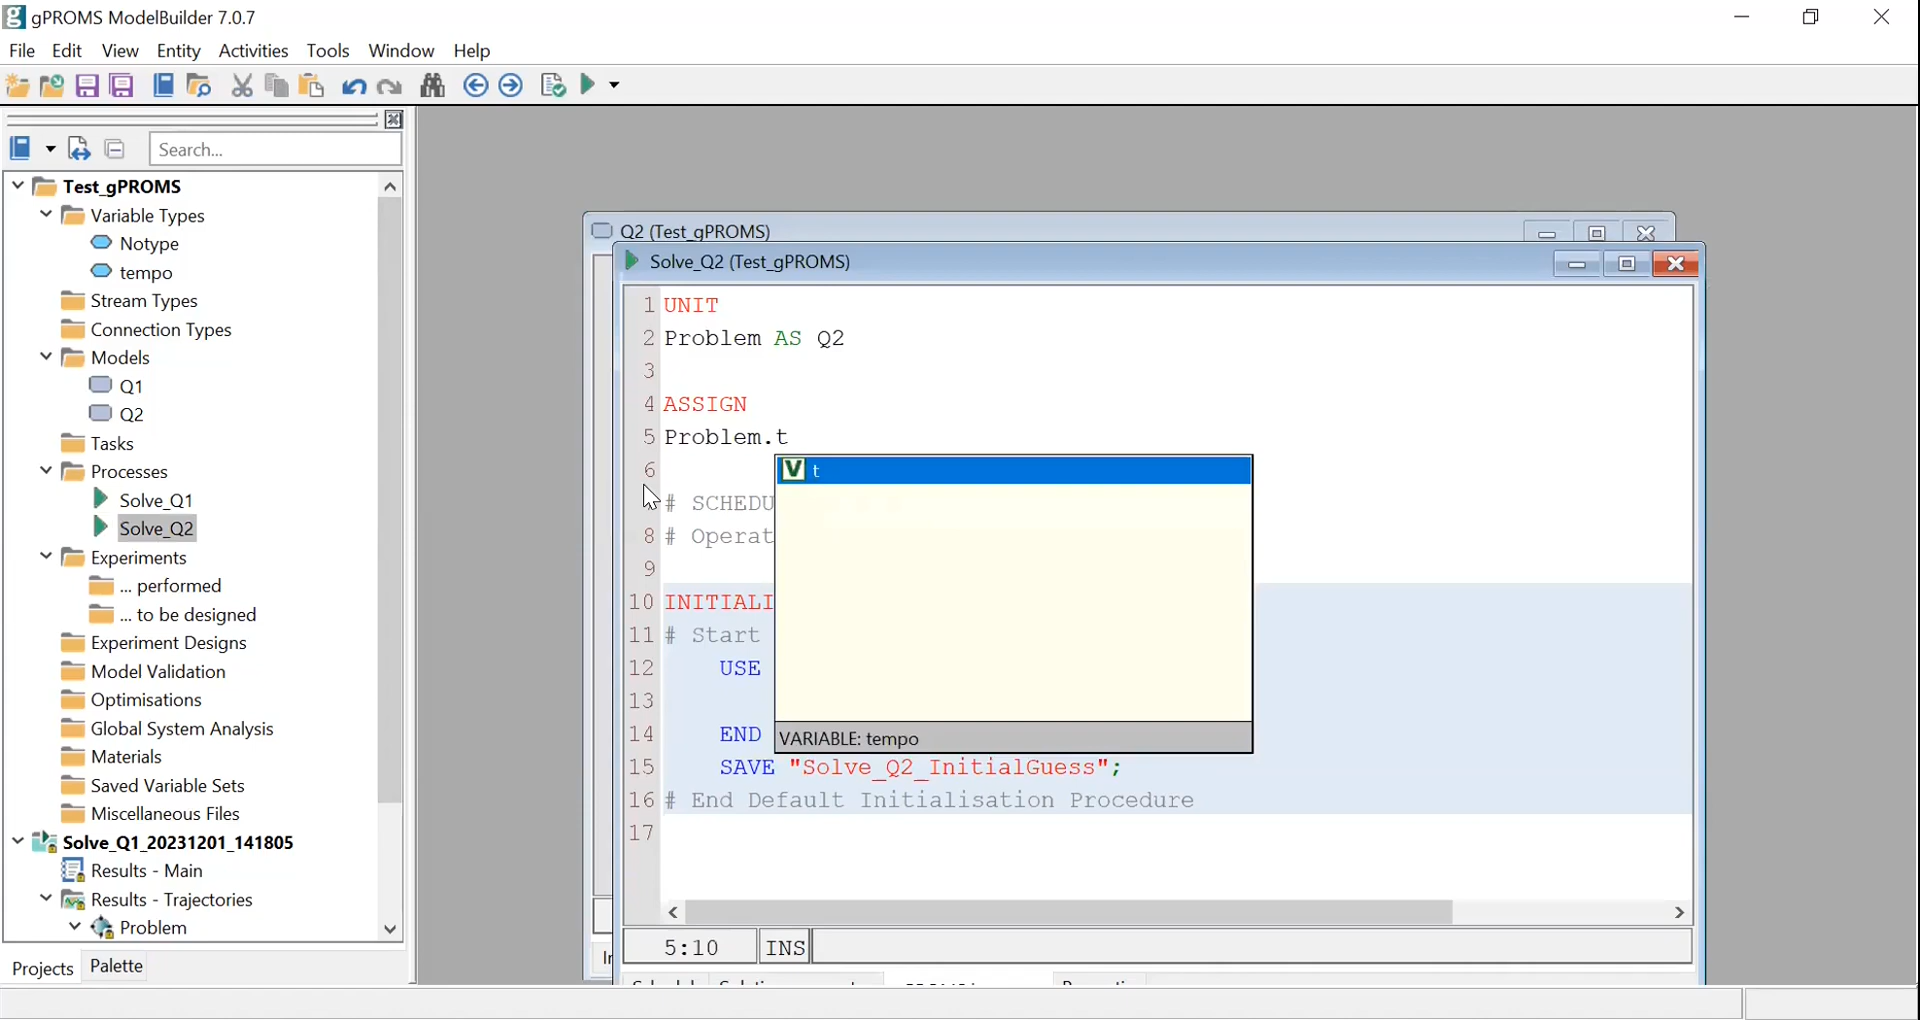 gPROMS ModelBuilder 7.0.7
File Edit View Entity Activities Tools Window Help
Search...
Test_gPROMS
Variable Types
Notype
tempo
Stream Types
Connection Types
Models
Q1
Q2
Tasks
Processes
Solve_Q1
Solve_Q2
Experiments
... performed
... to be designed
Experiment Designs
Model Validation
Optimisations
Global System Analysis
Materials
Saved Variable Sets
Miscellaneous Files
Solve_Q1_20231201_141805
Results - Main
Results - Trajectories
Problem
Projects Palette
Q2 (Test_gPROMS)
Solve_Q2 (Test_gPROMS)
1 UNIT
2 Problem AS Q2
3
4 ASSIGN
5 Problem.t
6
# SCHEDU
8 # Operat
9
10 INITIALI
11 # Start
12 USE
13
14 END
15 SAVE "Solve_Q2_InitialGuess";
16 # End Default Initialisation Procedure
17
V t
VARIABLE: tempo
5:10 INS